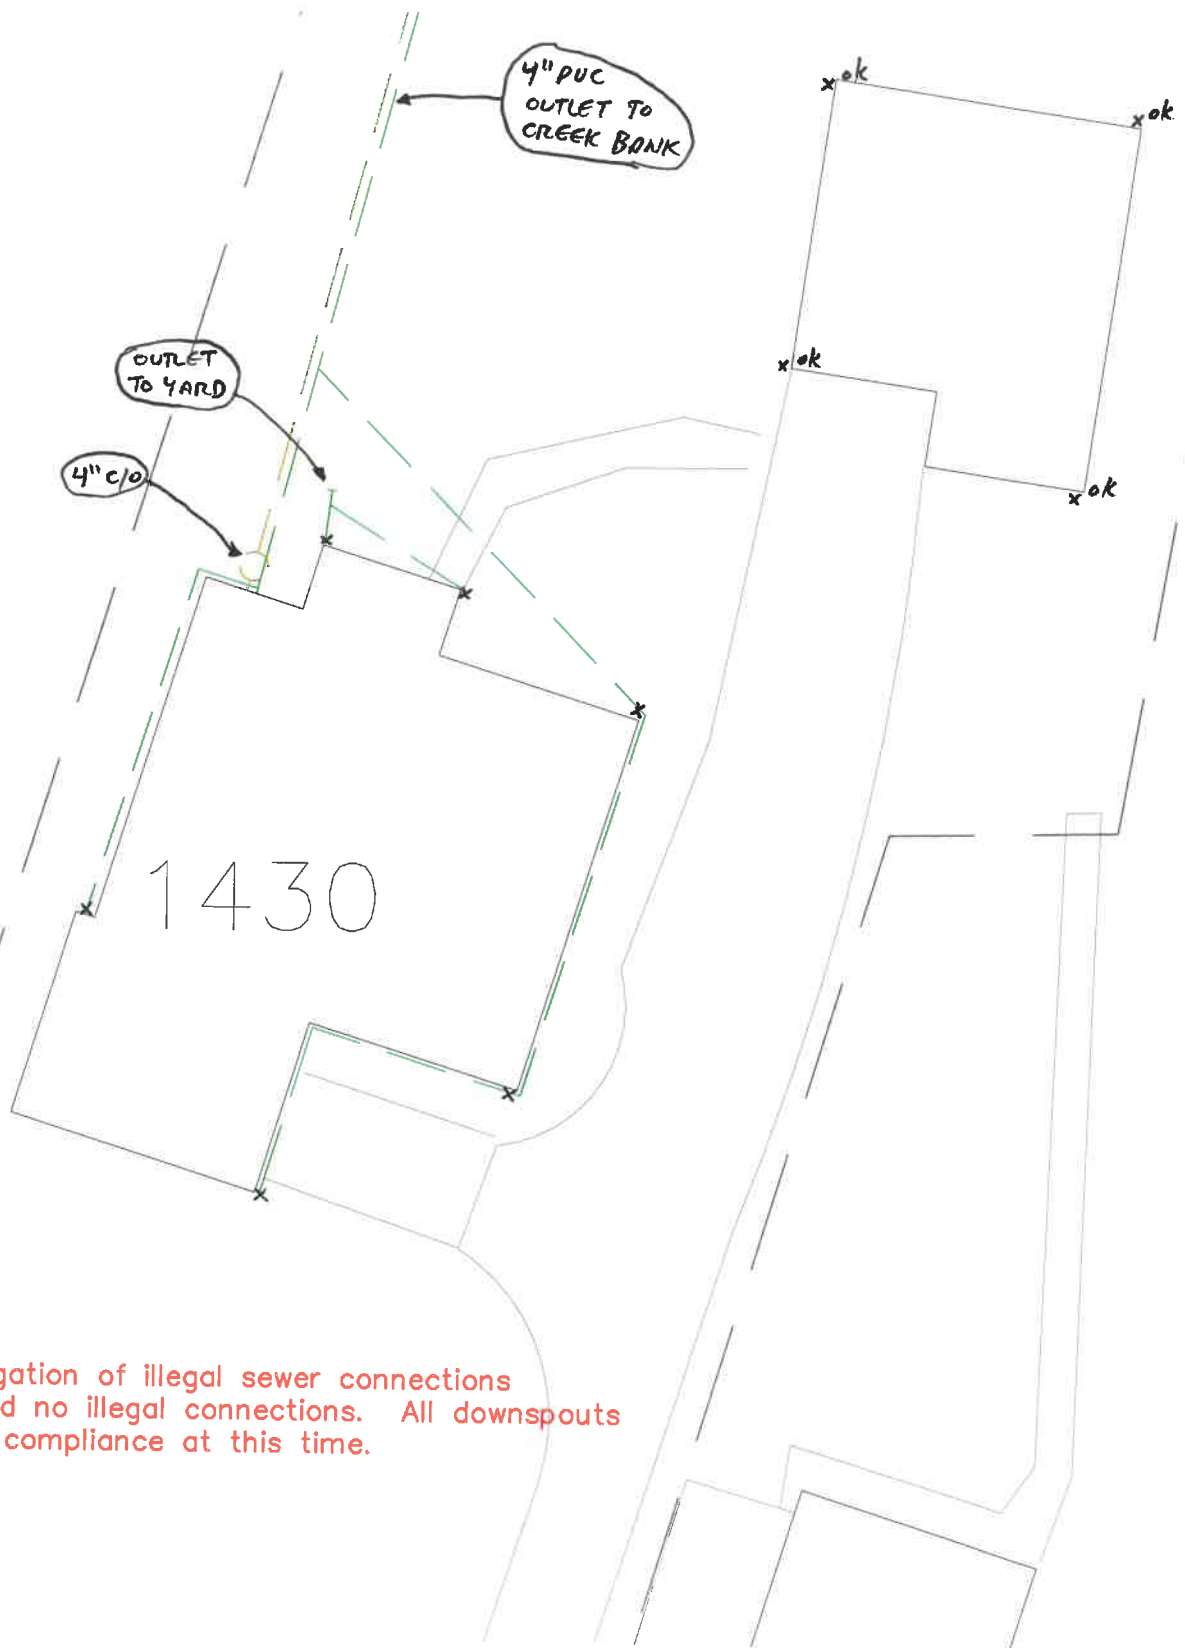 4" PVC
OUTLET TO
CREEK BANK
ok
ok
OUTLET
TO YARD
ok
4" c/o
ok
1430
gation of illegal sewer connections
d no illegal connections. All downspouts
compliance at this time.